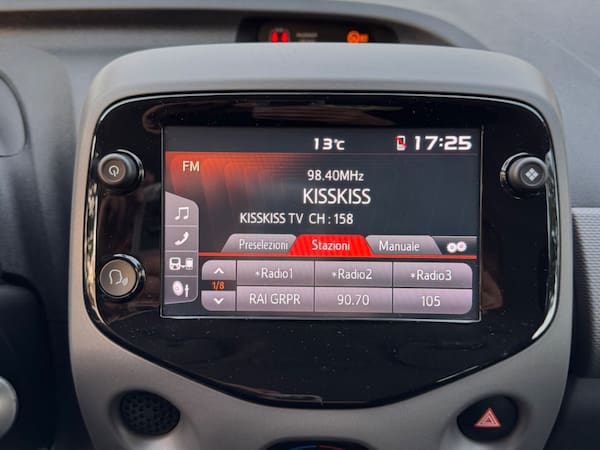 13°C 17:25
FM
98.40MHz
KISSKISS
KISSKISS TV CH : 158
Preselezioni Stazioni Manuale
*Radio1 *Radio2 *Radio3
1/8
RAI GRPR 90.70 105